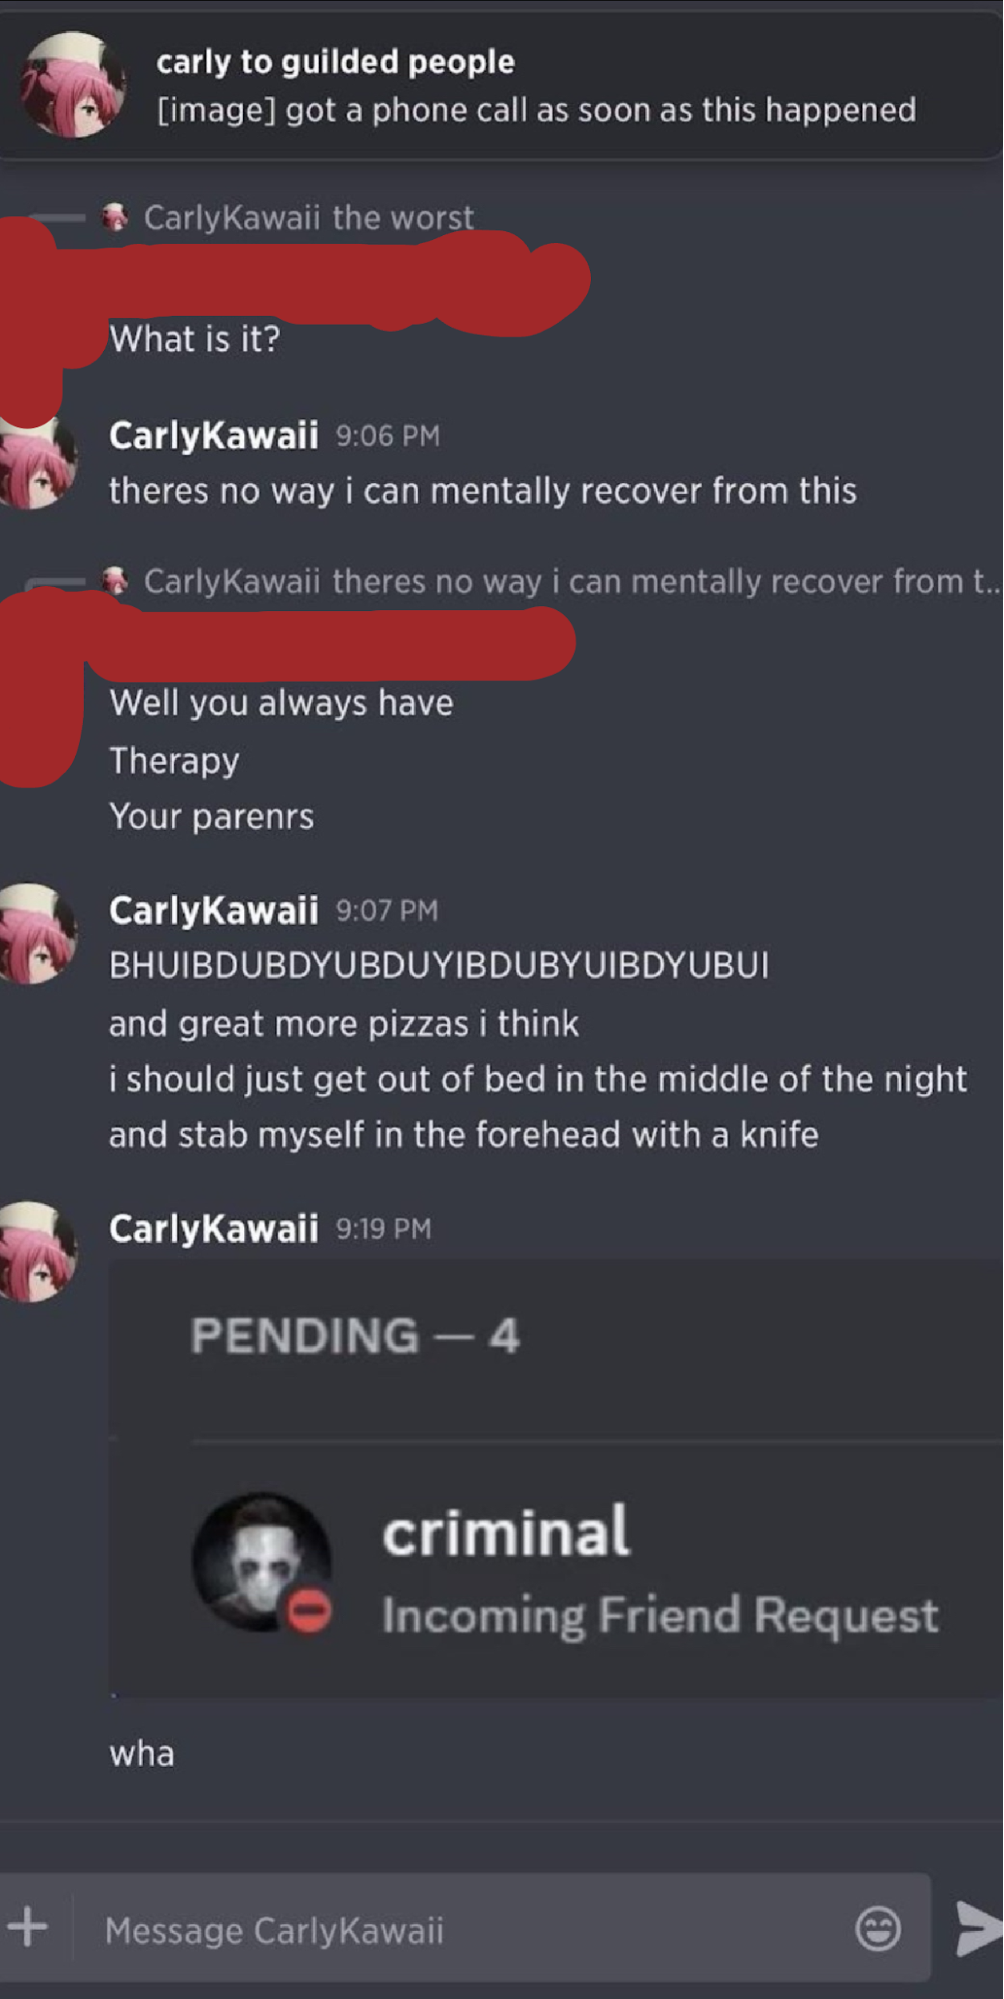 carly to guilded people
[image] got a phone call as soon as this happened
CarlyKawaii the worst
What is it?
CarlyKawaii 9:06 PM
theres no way i can mentally recover from this
CarlyKawaii theres no way i can mentally recover from t..
Well you always have
Therapy
Your parenrs
CarlyKawaii 9:07 PM
BHUIBDUBDYUBDUYIBDUBYUIBDYUBUI
and great more pizzas i think
i should just get out of bed in the middle of the night
and stab myself in the forehead with a knife
CarlyKawaii 9:19 PM
PENDING — 4
criminal
Incoming Friend Request
wha
Message CarlyKawaii